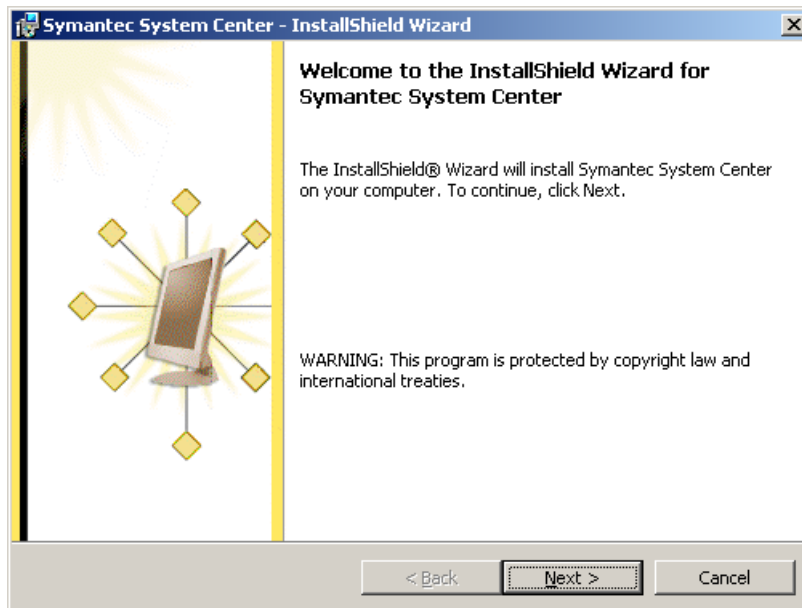 Symantec System Center - InstallShield Wizard
Welcome to the InstallShield Wizard for
Symantec System Center
The InstallShield® Wizard will install Symantec System Center
on your computer. To continue, click Next.
WARNING: This program is protected by copyright law and
international treaties.
< Back
Next >
Cancel